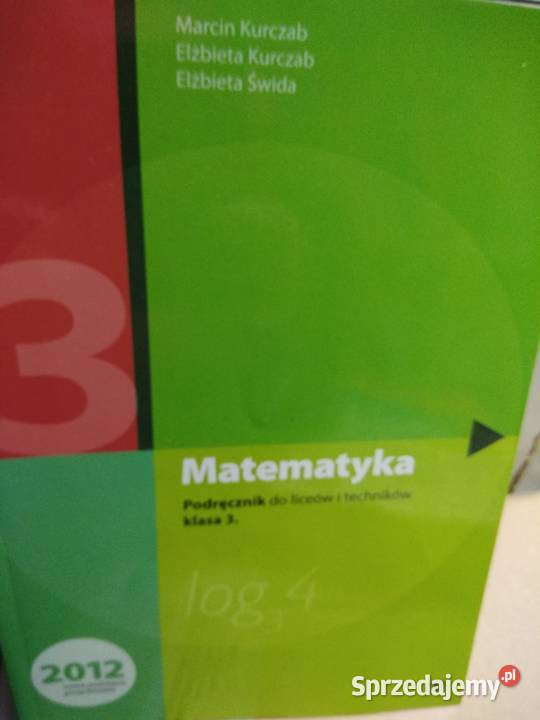 Marcin Kurczab
Elżbieta Kurczab
Elżbieta Świda
3
Matematyka
Podręcznik do liceów i techników
klasa 3.
log₃4
2012
Sprzedajemy.pl